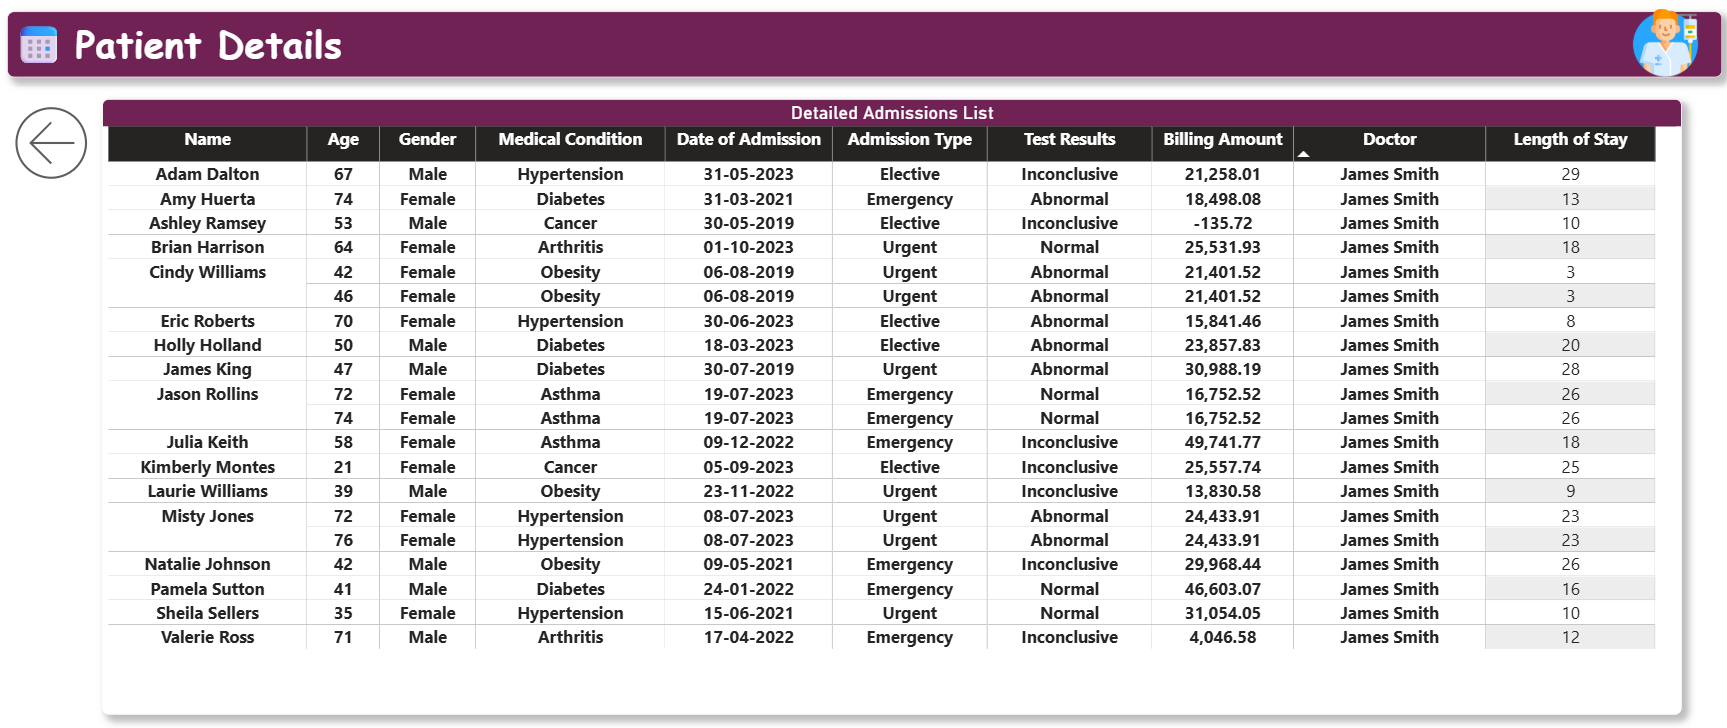 Patient Details
Detailed Admissions List
Name Age Gender Medical Condition Date of Admission Admission Type Test Results Billing Amount Doctor Length of Stay
Adam Dalton 67 Male Hypertension 31-05-2023 Elective Inconclusive 21,258.01 James Smith 29
Amy Huerta 74 Female Diabetes 31-03-2021 Emergency Abnormal 18,498.08 James Smith 13
Ashley Ramsey 53 Male Cancer 30-05-2019 Elective Inconclusive -135.72 James Smith 10
Brian Harrison 64 Female Arthritis 01-10-2023 Urgent Normal 25,531.93 James Smith 18
Cindy Williams 42 Female Obesity 06-08-2019 Urgent Abnormal 21,401.52 James Smith 3
46 Female Obesity 06-08-2019 Urgent Abnormal 21,401.52 James Smith 3
Eric Roberts 70 Female Hypertension 30-06-2023 Elective Abnormal 15,841.46 James Smith 8
Holly Holland 50 Male Diabetes 18-03-2023 Elective Abnormal 23,857.83 James Smith 20
James King 47 Male Diabetes 30-07-2019 Urgent Abnormal 30,988.19 James Smith 28
Jason Rollins 72 Female Asthma 19-07-2023 Emergency Normal 16,752.52 James Smith 26
74 Female Asthma 19-07-2023 Emergency Normal 16,752.52 James Smith 26
Julia Keith 58 Female Asthma 09-12-2022 Emergency Inconclusive 49,741.77 James Smith 18
Kimberly Montes 21 Female Cancer 05-09-2023 Elective Inconclusive 25,557.74 James Smith 25
Laurie Williams 39 Male Obesity 23-11-2022 Urgent Inconclusive 13,830.58 James Smith 9
Misty Jones 72 Female Hypertension 08-07-2023 Urgent Abnormal 24,433.91 James Smith 23
76 Female Hypertension 08-07-2023 Urgent Abnormal 24,433.91 James Smith 23
Natalie Johnson 42 Male Obesity 09-05-2021 Emergency Inconclusive 29,968.44 James Smith 26
Pamela Sutton 41 Male Diabetes 24-01-2022 Emergency Normal 46,603.07 James Smith 16
Sheila Sellers 35 Female Hypertension 15-06-2021 Urgent Normal 31,054.05 James Smith 10
Valerie Ross 71 Male Arthritis 17-04-2022 Emergency Inconclusive 4,046.58 James Smith 12